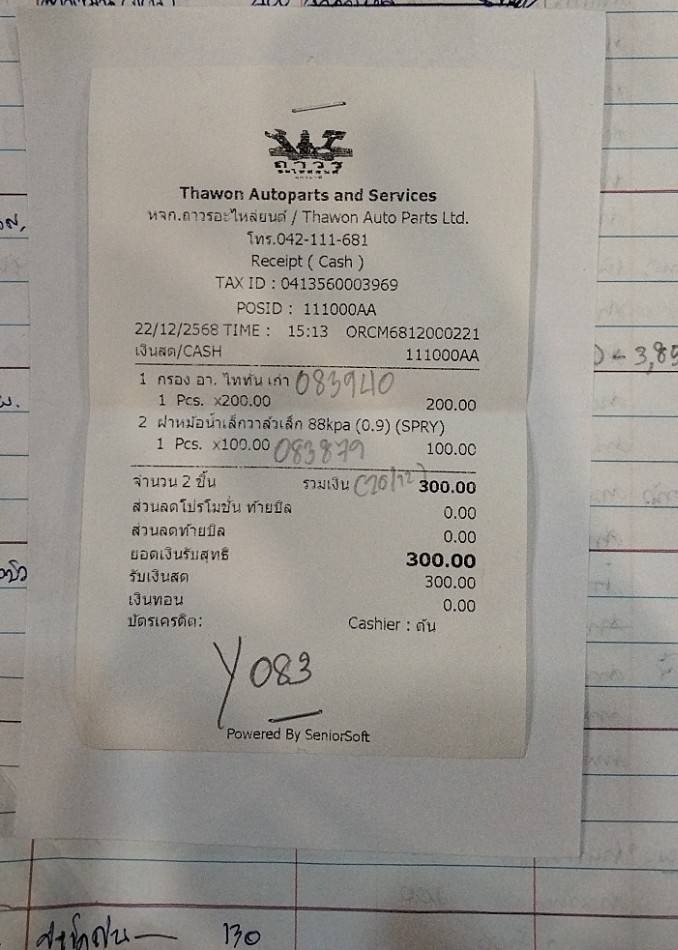 ถาวร
Thawon Autoparts and Services
หจก.ถาวรอะไหล่ยนต์ / Thawon Auto Parts Ltd.
โทร.042-111-681
Receipt ( Cash )
TAX ID : 0413560003969
POSID : 111000AA
22/12/2568 TIME : 15:13 ORCM6812000221
เงินสด/CASH 111000AA
1 กรอง อา. ไททัน เก่า 083940
1 Pcs. x200.00 200.00
2 ฝาหม้อน้ำเล็กวาล์วเล็ก 88kpa (0.9) (SPRY)
1 Pcs. x100.00 083879 100.00
จำนวน 2 ชิ้น รวมเงิน 300.00
ส่วนลดโปรโมชั่น ท้ายบิล 0.00
ส่วนลดท้ายบิล 0.00
ยอดเงินรับสุทธิ 300.00
รับเงินสด 300.00
เงินทอน 0.00
บัตรเครดิต: Cashier : ตัน
Y083
Powered By SeniorSoft
130